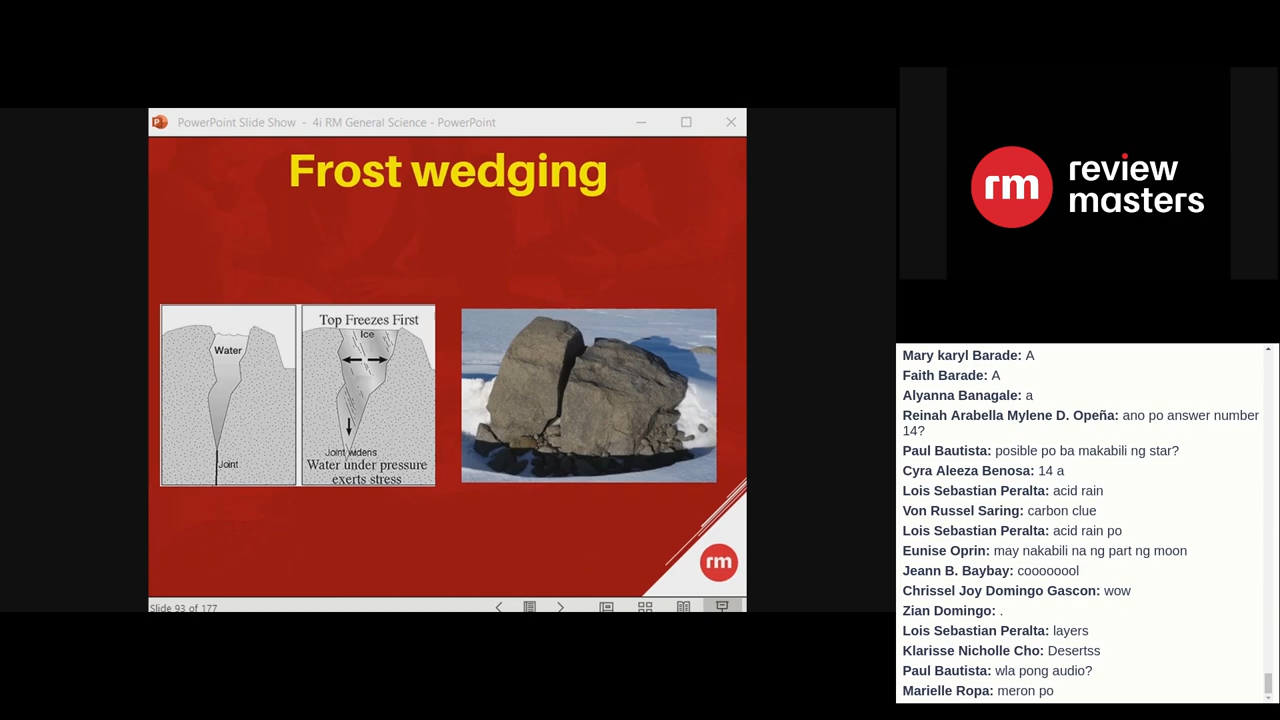 PowerPoint Slide Show - 4i RM General Science - PowerPoint
Frost wedging
Water
Joint
Top Freezes First
Ice
Joint widens
Water under pressure
exerts stress
rm
Slide 93 of 177
rm review
masters
Mary karyl Barade: A
Faith Barade: A
Alyanna Banagale: a
Reinah Arabella Mylene D. Opeña: ano po answer number
14?
Paul Bautista: posible po ba makabili ng star?
Cyra Aleeza Benosa: 14 a
Lois Sebastian Peralta: acid rain
Von Russel Saring: carbon clue
Lois Sebastian Peralta: acid rain po
Eunise Oprin: may nakabili na ng part ng moon
Jeann B. Baybay: coooooool
Chrissel Joy Domingo Gascon: wow
Zian Domingo: .
Lois Sebastian Peralta: layers
Klarisse Nicholle Cho: Desertss
Paul Bautista: wla pong audio?
Marielle Ropa: meron po